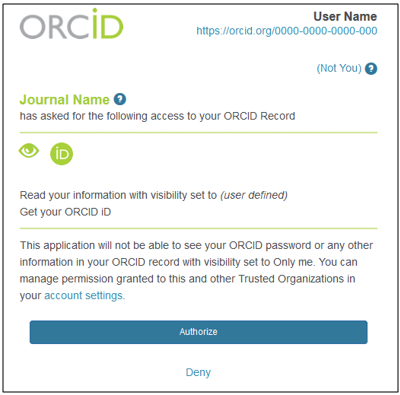 ORCiD
User Name
https://orcid.org/0000-0000-0000-000
(Not You) ?
Journal Name ?
has asked for the following access to your ORCID Record
iD
Read your information with visibility set to (user defined)
Get your ORCID iD
This application will not be able to see your ORCID password or any other
information in your ORCID record with visibility set to Only me. You can
manage permission granted to this and other Trusted Organizations in
your account settings.
Authorize
Deny